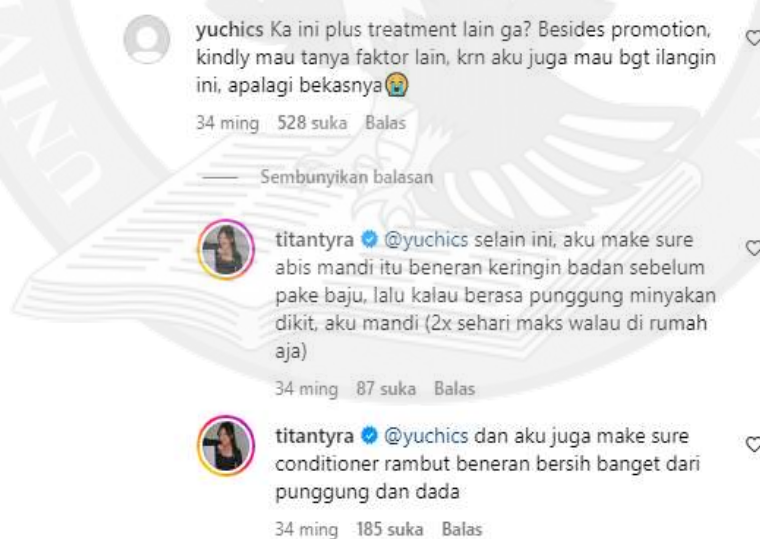 yuchics Ka ini plus treatment lain ga? Besides promotion,
kindly mau tanya faktor lain, krn aku juga mau bgt ilangin
ini, apalagi bekasnya😭
34 ming 528 suka Balas
Sembunyikan balasan
titantyra @yuchics selain ini, aku make sure
abis mandi itu beneran keringin badan sebelum
pake baju, lalu kalau berasa punggung minyakan
dikit, aku mandi (2x sehari maks walau di rumah
aja)
34 ming 87 suka Balas
titantyra @yuchics dan aku juga make sure
conditioner rambut beneran bersih banget dari
punggung dan dada
34 ming 185 suka Balas